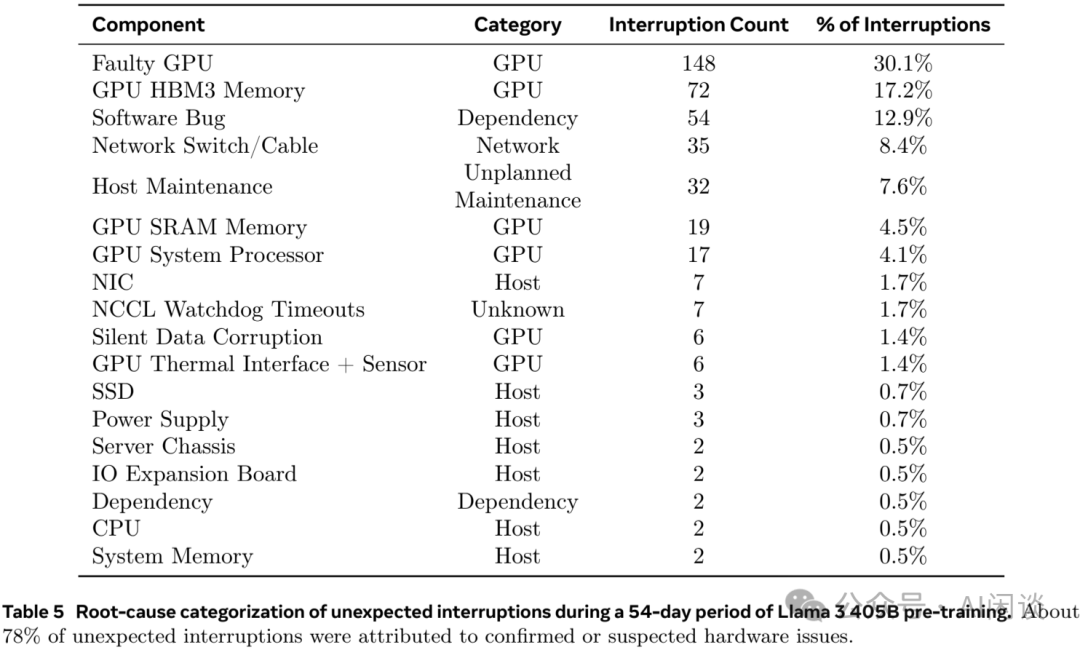 Component Category Interruption Count % of Interruptions
Faulty GPU GPU 148 30.1%
GPU HBM3 Memory GPU 72 17.2%
Software Bug Dependency 54 12.9%
Network Switch/Cable Network 35 8.4%
Host Maintenance Unplanned Maintenance 32 7.6%
GPU SRAM Memory GPU 19 4.5%
GPU System Processor GPU 17 4.1%
NIC Host 7 1.7%
NCCL Watchdog Timeouts Unknown 7 1.7%
Silent Data Corruption GPU 6 1.4%
GPU Thermal Interface + Sensor GPU 6 1.4%
SSD Host 3 0.7%
Power Supply Host 3 0.7%
Server Chassis Host 2 0.5%
IO Expansion Board Host 2 0.5%
Dependency Dependency 2 0.5%
CPU Host 2 0.5%
System Memory Host 2 0.5%
Table 5 Root-cause categorization of unexpected interruptions during a 54-day period of Llama 3 405B pre-training. About
78% of unexpected interruptions were attributed to confirmed or suspected hardware issues.
公众号 · AI闲谈